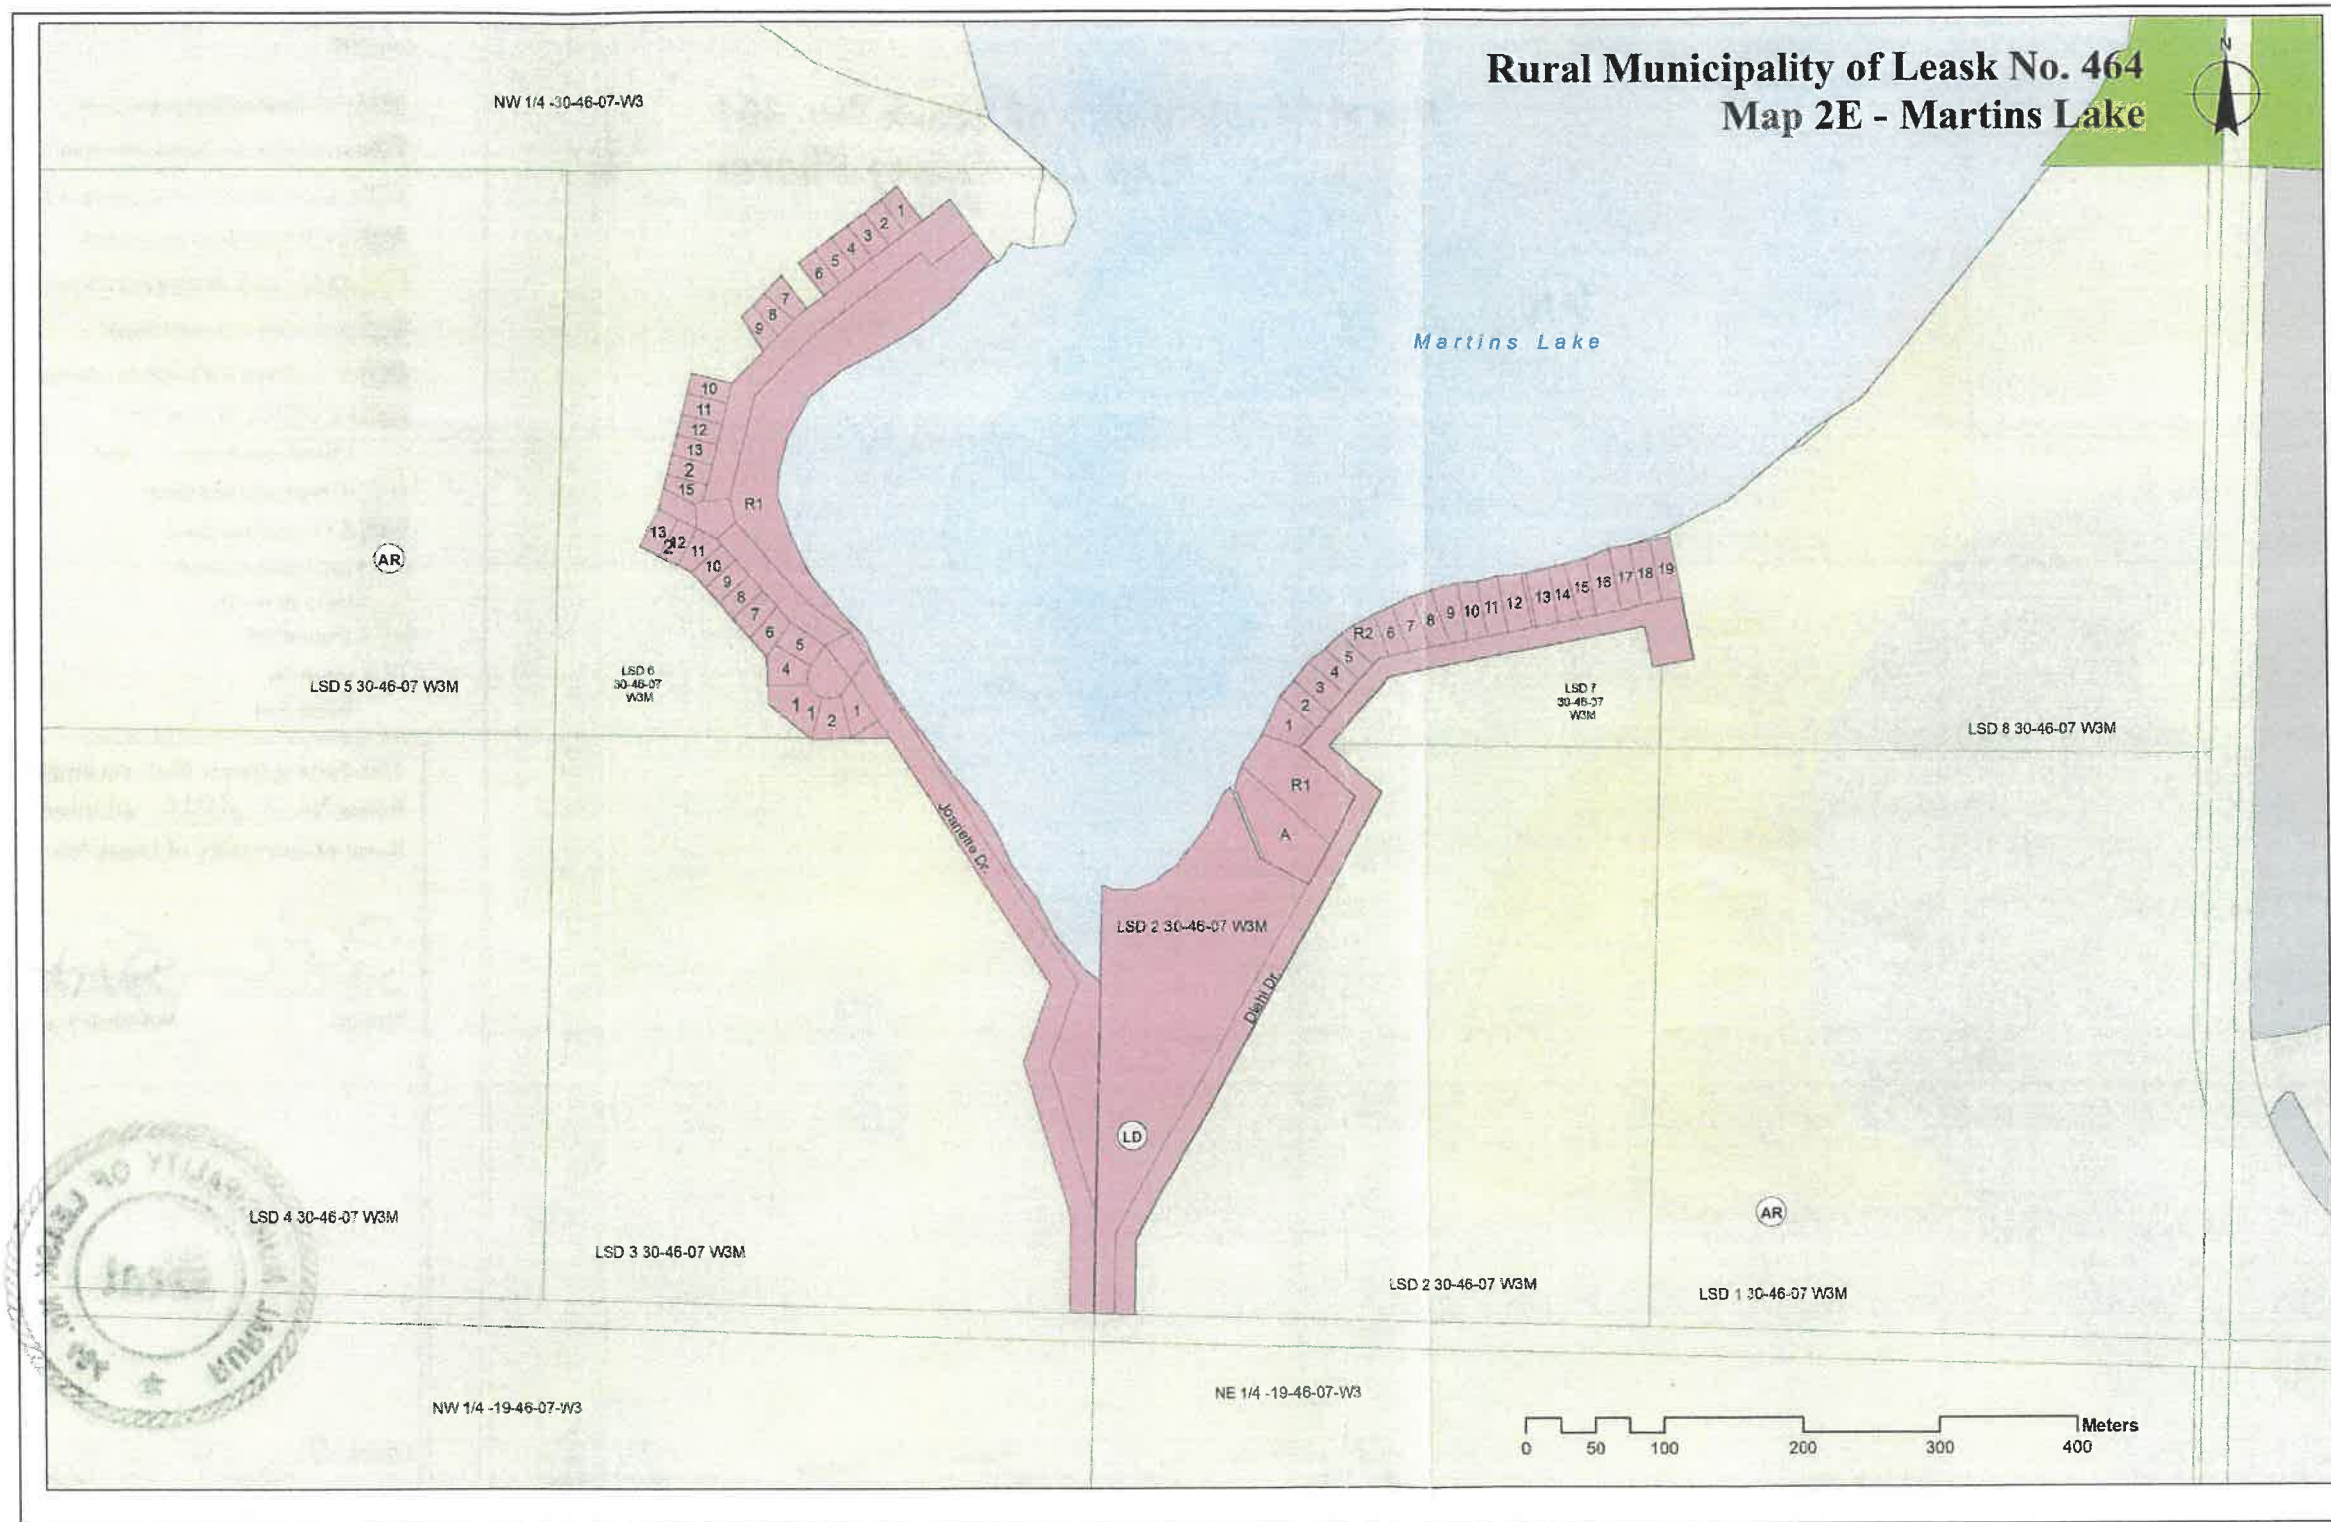 Rural Municipality of Leask No. 464
Map 2E - Martins Lake
N
NW 1/4 -30-46-07-W3
1
2
3
4
5
6
7
8
9
Martins Lake
10
11
12
13
2
15
R1
13
2
12
11
10
9
8
7
6
5
4
1
1
2
1
AR
LSD 5 30-46-07 W3M
LSD 6
30-46-07
W3M
19
18
17
16
15
14
13
12
11
10
9
8
7
6
R2
5
4
3
2
1
LSD 7
30-46-07
W3M
LSD 8 30-46-07 W3M
R1
A
Joanette Dr.
LSD 2 30-46-07 W3M
Diehl Dr.
LD
AR
LSD 4 30-46-07 W3M
LSD 3 30-46-07 W3M
LSD 2 30-46-07 W3M
LSD 1 30-46-07 W3M
RURAL MUNICIPALITY OF LEASK NO. 464
NW 1/4 -19-46-07-W3
NE 1/4 -19-46-07-W3
Meters
0 50 100 200 300 400